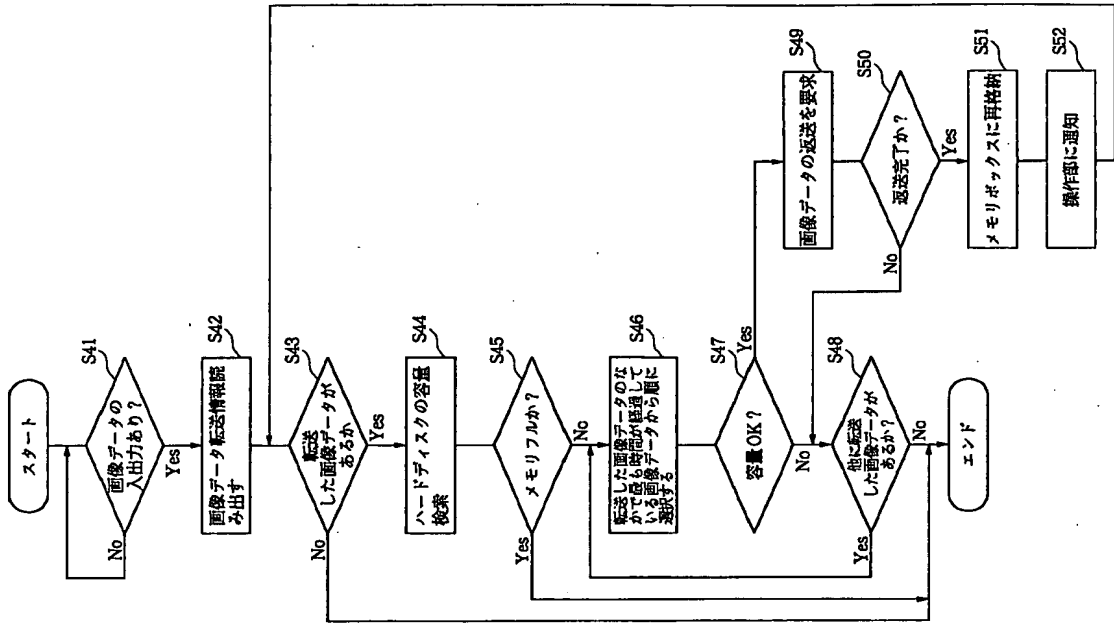 スタート
S41
画像データの
入出力あり？
No
Yes
S42
画像データ転送情報読
み出す
S43
転送
した画像データが
あるか
No
Yes
S44
ハードディスクの容量
検索
S45
メモリフルか？
Yes
No
S46
転送した画像データのな
かで最も時間が経過して
いる画像データから順に
選択する
S47
容量OK？
Yes
No
S48
他に転送
した画像データが
あるか？
Yes
No
エンド
S49
画像データの返送を要求
S50
返送完了か？
No
Yes
S51
メモリボックスに再格納
S52
操作部に通知